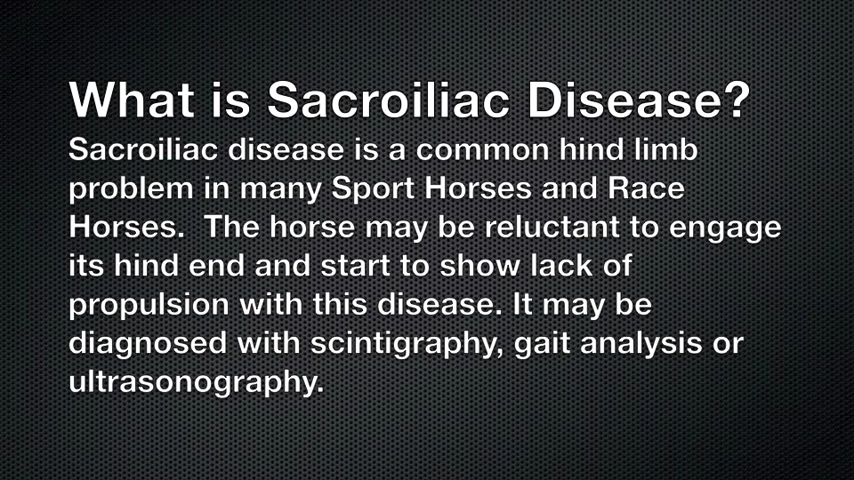 What is Sacroiliac Disease?
Sacroiliac disease is a common hind limb
problem in many Sport Horses and Race
Horses.  The horse may be reluctant to engage
its hind end and start to show lack of
propulsion with this disease. It may be
diagnosed with scintigraphy, gait analysis or
ultrasonography.